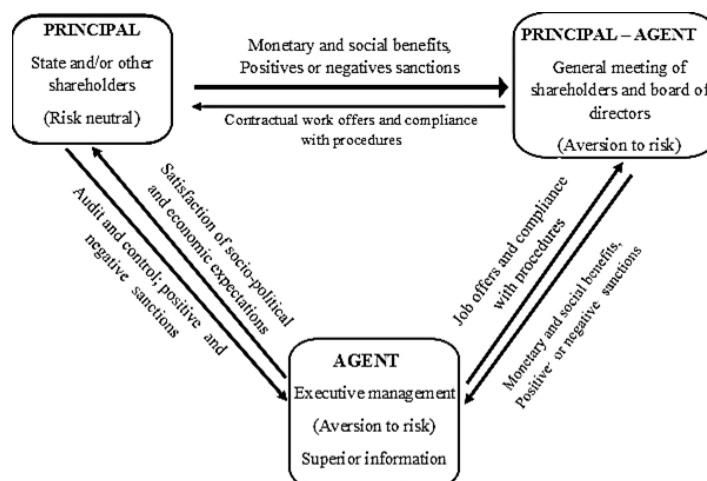 PRINCIPAL
State and/or other
shareholders
(Risk neutral)
Monetary and social benefits,
Positives or negatives sanctions
Contractual work offers and compliance
with procedures
PRINCIPAL – AGENT
General meeting of
shareholders and board of
directors
(Aversion to risk)
Audit and control; positive and
negative sanctions
Satisfaction of socio-political
and economic expectations
Job offers and compliance
with procedures
Monetary and social benefits,
Positive or negative sanctions
AGENT
Executive management
(Aversion to risk)
Superior information